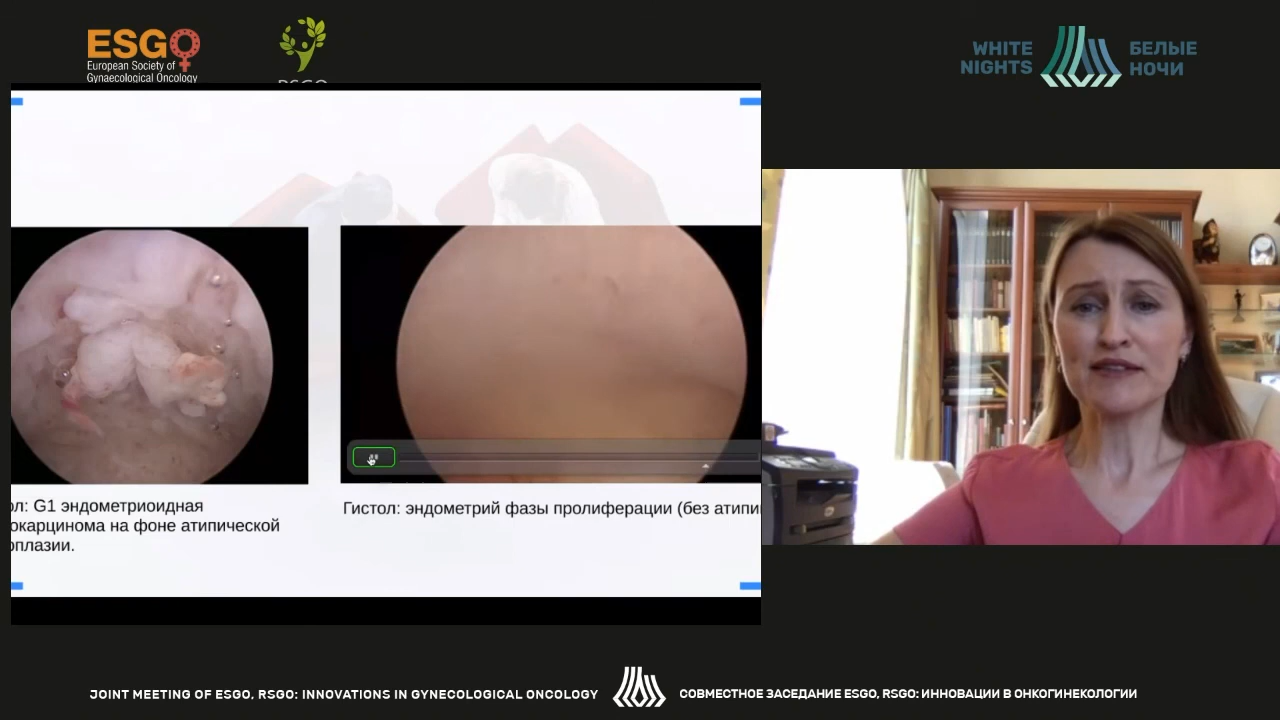 ESGO
European Society of
Gynaecological Oncology
RSGO
WHITE
NIGHTS
БЕЛЫЕ
НОЧИ
ол: G1 эндометриоидная
окарцинома на фоне атипической
оплазии.
Гистол: эндометрий фазы пролиферации (без атипи
JOINT MEETING OF ESGO, RSGO: INNOVATIONS IN GYNECOLOGICAL ONCOLOGY
СОВМЕСТНОЕ ЗАСЕДАНИЕ ESGO, RSGO: ИННОВАЦИИ В ОНКОГИНЕКОЛОГИИ